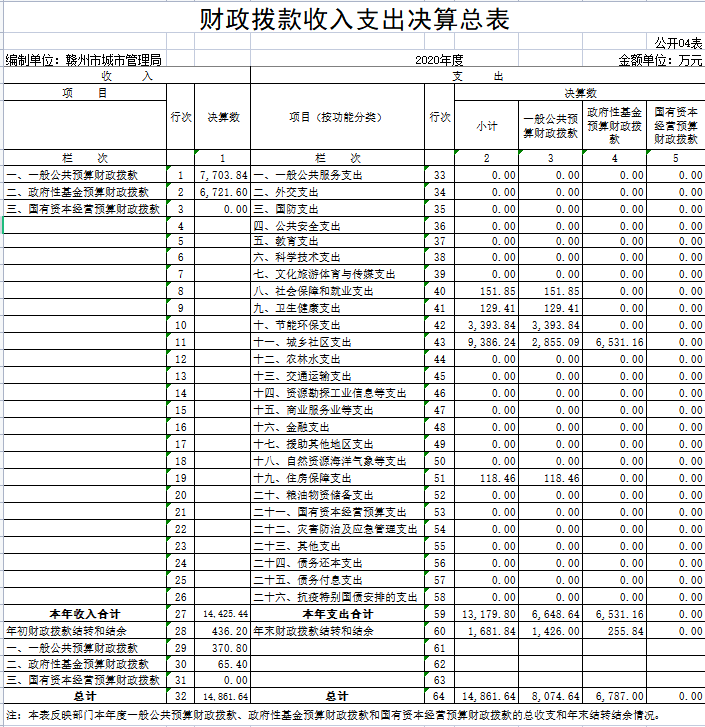 财政拨款收入支出决算总表
公开04表
编制单位：赣州市城市管理局 2020年度 金额单位：万元
收 入 支 出
项 目 行次 决算数 项目（按功能分类） 行次 决算数
小计 一般公共预算财政拨款 政府性基金预算财政拨款 国有资本经营预算财政拨款
栏 次 1 栏 次 2 3 4 5
一、一般公共预算财政拨款 1 7,703.84 一、一般公共服务支出 33 0.00 0.00 0.00 0.00
二、政府性基金预算财政拨款 2 6,721.60 二、外交支出 34 0.00 0.00 0.00 0.00
三、国有资本经营预算财政拨款 3 0.00 三、国防支出 35 0.00 0.00 0.00 0.00
4 四、公共安全支出 36 0.00 0.00 0.00 0.00
5 五、教育支出 37 0.00 0.00 0.00 0.00
6 六、科学技术支出 38 0.00 0.00 0.00 0.00
7 七、文化旅游体育与传媒支出 39 0.00 0.00 0.00 0.00
8 八、社会保障和就业支出 40 151.85 151.85 0.00 0.00
9 九、卫生健康支出 41 129.41 129.41 0.00 0.00
10 十、节能环保支出 42 3,393.84 3,393.84 0.00 0.00
11 十一、城乡社区支出 43 9,386.24 2,855.09 6,531.16 0.00
12 十二、农林水支出 44 0.00 0.00 0.00 0.00
13 十三、交通运输支出 45 0.00 0.00 0.00 0.00
14 十四、资源勘探工业信息等支出 46 0.00 0.00 0.00 0.00
15 十五、商业服务业等支出 47 0.00 0.00 0.00 0.00
16 十六、金融支出 48 0.00 0.00 0.00 0.00
17 十七、援助其他地区支出 49 0.00 0.00 0.00 0.00
18 十八、自然资源海洋气象等支出 50 0.00 0.00 0.00 0.00
19 十九、住房保障支出 51 118.46 118.46 0.00 0.00
20 二十、粮油物资储备支出 52 0.00 0.00 0.00 0.00
21 二十一、国有资本经营预算支出 53 0.00 0.00 0.00 0.00
22 二十二、灾害防治及应急管理支出 54 0.00 0.00 0.00 0.00
23 二十三、其他支出 55 0.00 0.00 0.00 0.00
24 二十四、债务还本支出 56 0.00 0.00 0.00 0.00
25 二十五、债务付息支出 57 0.00 0.00 0.00 0.00
26 二十六、抗疫特别国债安排的支出 58 0.00 0.00 0.00 0.00
本年收入合计 27 14,425.44 本年支出合计 59 13,179.80 6,648.64 6,531.16 0.00
年初财政拨款结转和结余 28 436.20 年末财政拨款结转和结余 60 1,681.84 1,426.00 255.84 0.00
一、一般公共预算财政拨款 29 370.80 61
二、政府性基金预算财政拨款 30 65.40 62
三、国有资本经营预算财政拨款 31 0.00 63
总计 32 14,861.64 总计 64 14,861.64 8,074.64 6,787.00 0.00
注：本表反映部门本年度一般公共预算财政拨款、政府性基金预算财政拨款和国有资本经营预算财政拨款的总收支和年末结转结余情况。